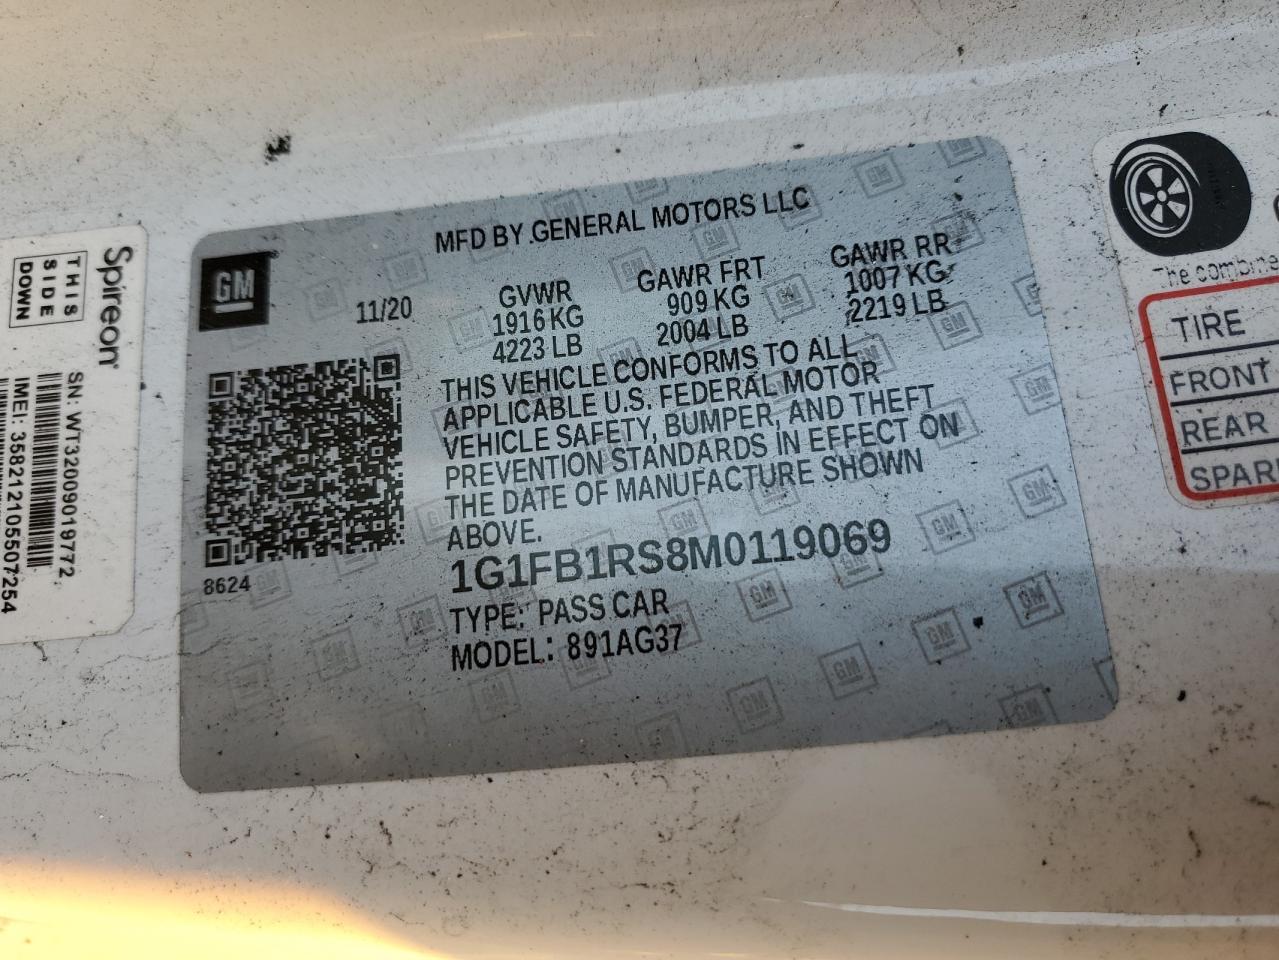 MFD BY GENERAL MOTORS LLC
GM
11/20
GVWR
1916 KG
4223 LB
GAWR FRT
909 KG
2004 LB
GAWR RR
1007 KG
2219 LB
THIS VEHICLE CONFORMS TO ALL
APPLICABLE U.S. FEDERAL MOTOR
VEHICLE SAFETY, BUMPER, AND THEFT
PREVENTION STANDARDS IN EFFECT ON
THE DATE OF MANUFACTURE SHOWN
ABOVE.
8624
1G1FB1RS8M0119069
TYPE: PASS CAR
MODEL: 891AG37
Spireon
THIS
SIDE
DOWN
SN: WT32009019772
IMEI: 358212105507254
The
TIRE
FRONT
REAR